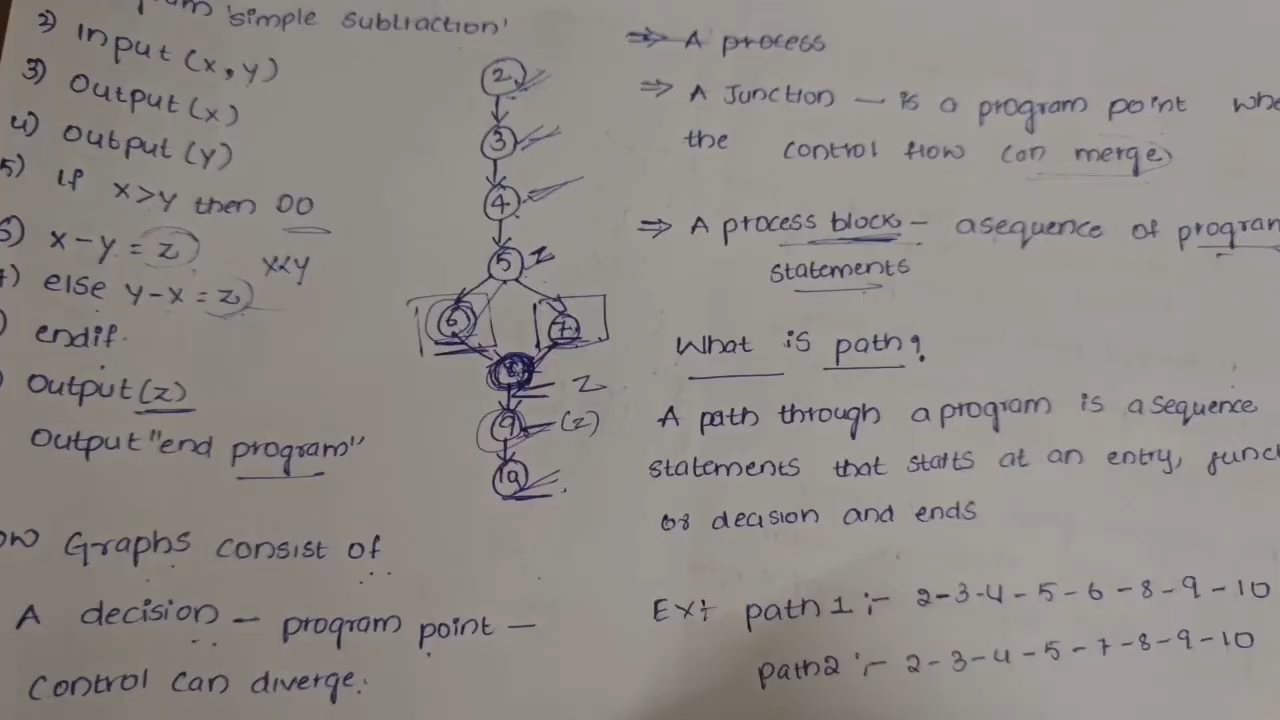 'simple subtraction'
2) Input (x, y)
3) Output (x)
4) Output (y)
5) If x>y then DO
6) x-y = z
x<y
7) else y-x = z
) endif.
) Output (z)
Output "end program"
Graphs consist of
A decision - program point -
control can diverge.
2
3
4
5 z
6 7
8 z
9 (z)
10
⇒ A process
⇒ A Junction - is a program point
the control flow can merge
⇒ A process block - a sequence of program
statements
What is path?
A path through a program is a sequence
statements that starts at an entry,
or decision and ends
Ex:- path 1 :- 2-3-4-5-6-8-9-10
path2 :- 2-3-4-5-7-8-9-10